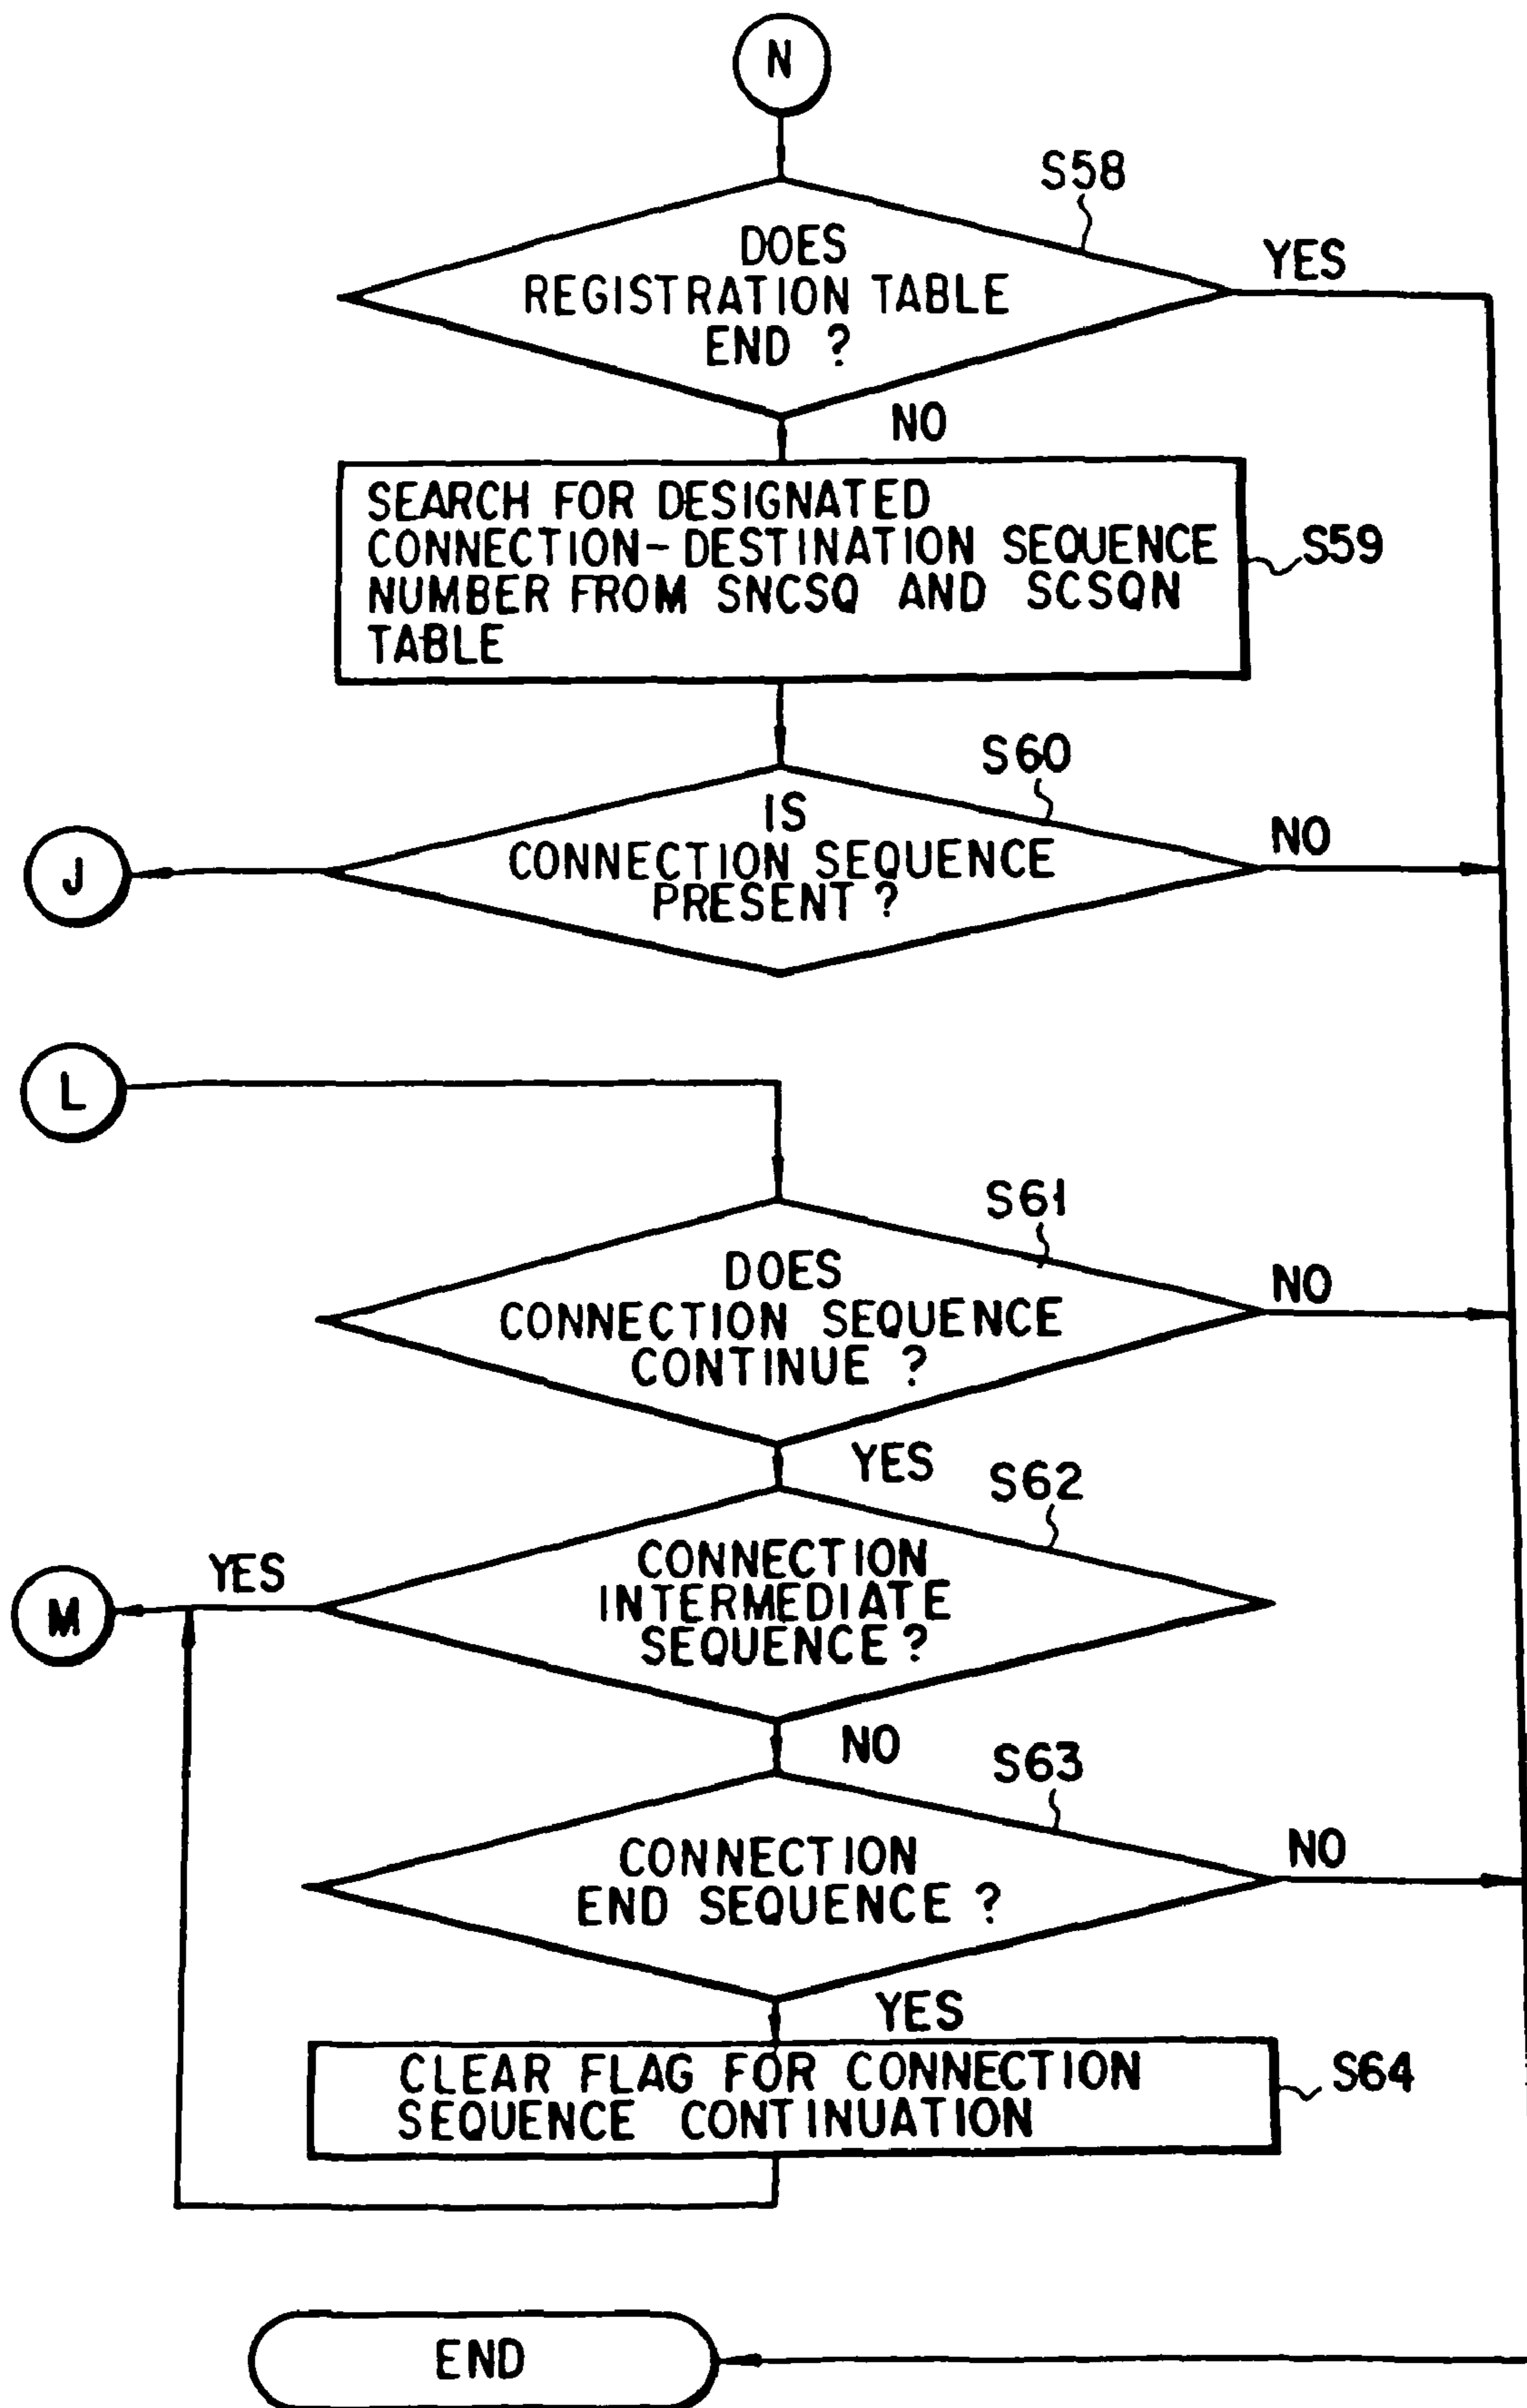 N
S58
DOES
REGISTRATION TABLE
END ?
YES
NO
SEARCH FOR DESIGNATED
CONNECTION-DESTINATION SEQUENCE
NUMBER FROM SNCSQ AND SCSQN
TABLE
S59
S60
IS
CONNECTION SEQUENCE
PRESENT ?
NO
J
L
S61
DOES
CONNECTION SEQUENCE
CONTINUE ?
NO
YES
S62
CONNECTION
INTERMEDIATE
SEQUENCE ?
YES
M
NO
S63
CONNECTION
END SEQUENCE ?
NO
YES
CLEAR FLAG FOR CONNECTION
SEQUENCE CONTINUATION
S64
END